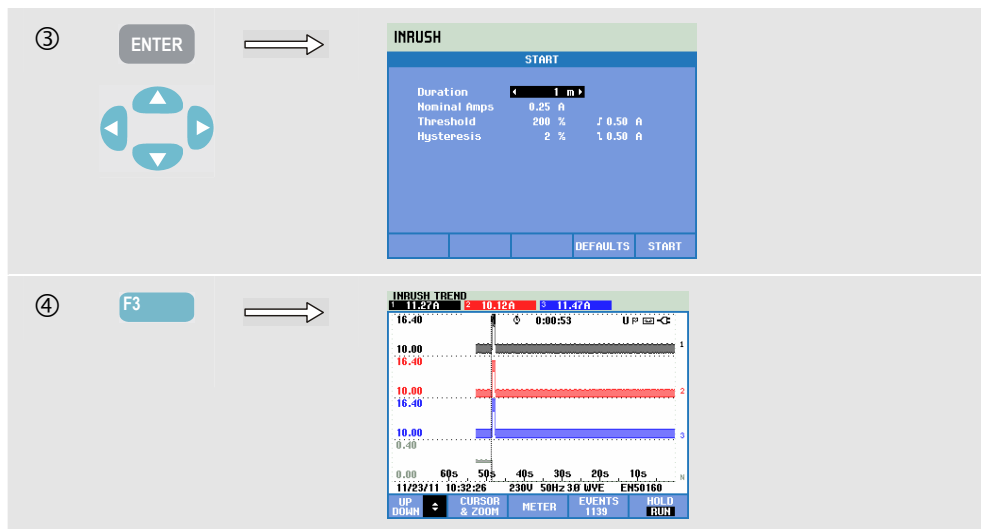 ③
ENTER
INRUSH
START
Duration 1 m
Nominal Amps 0.25 A
Threshold 200 % 0.50 A
Hysteresis 2 % 0.50 A
DEFAULTS START
④
F3
INRUSH TREND
1 11.27A 2 10.12A 3 11.47A
16.40 0:00:53 U
10.00 1
16.40
10.00 2
16.40
10.00 3
0.40
0.00 60s 50s 40s 30s 20s 10s N
11/23/11 10:32:26 230V 50Hz 3Ø WYE EN50160
UP DOWN CURSOR & ZOOM METER EVENTS 1139 HOLD RUN